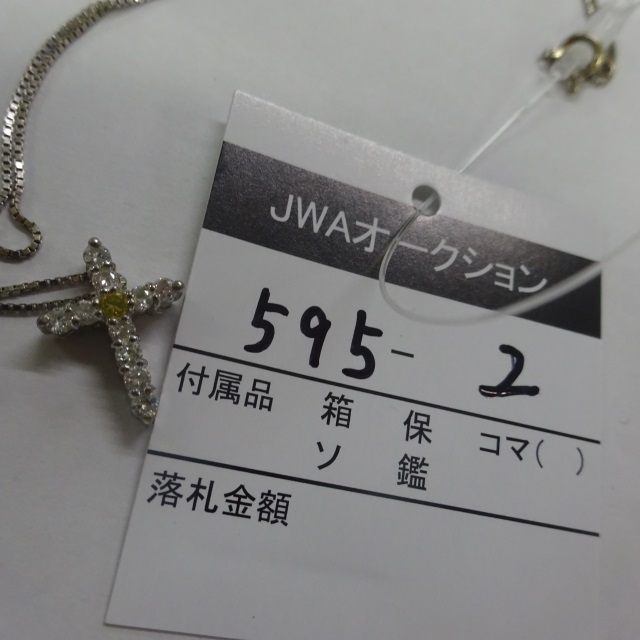 JWAオークション
595-2
付属品 箱 保 コマ( )
ソ 鑑
落札金額